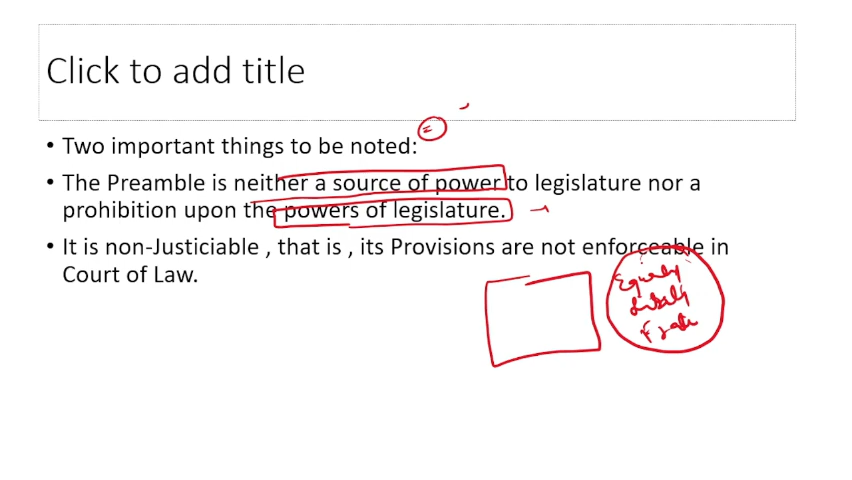 Click to add title
• Two important things to be noted:
• The Preamble is neither a source of power to legislature nor a
prohibition upon the powers of legislature.
• It is non-Justiciable , that is , its Provisions are not enforceable in
Court of Law.